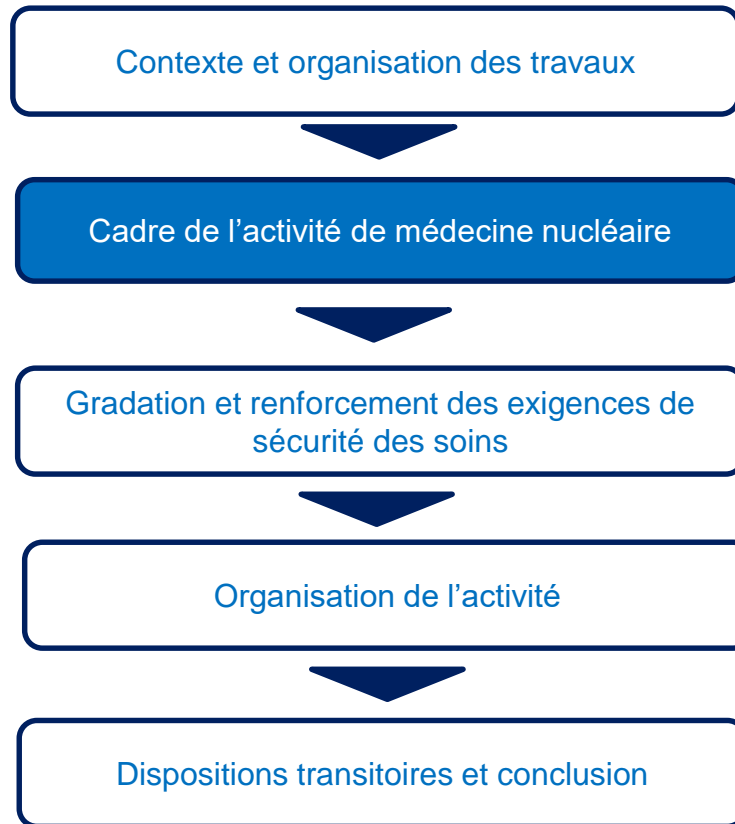 Contexte et organisation des travaux
Cadre de l’activité de médecine nucléaire
Gradation et renforcement des exigences de
sécurité des soins
Organisation de l’activité
Dispositions transitoires et conclusion